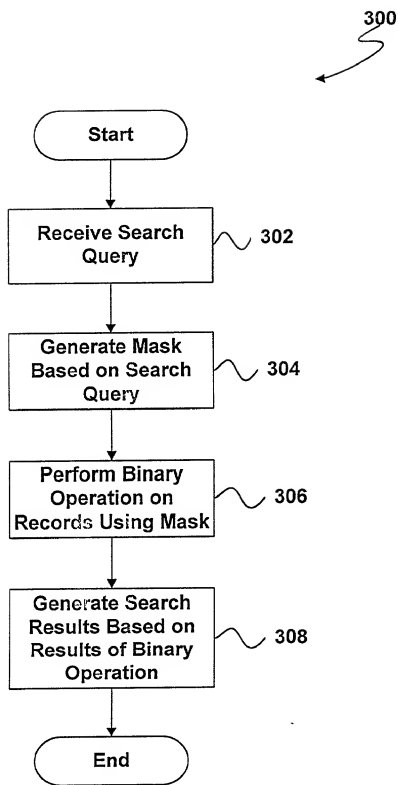 300
Start
Receive Search
Query
302
Generate Mask
Based on Search
Query
304
Perform Binary
Operation on
Records Using Mask
306
Generate Search
Results Based on
Results of Binary
Operation
308
End